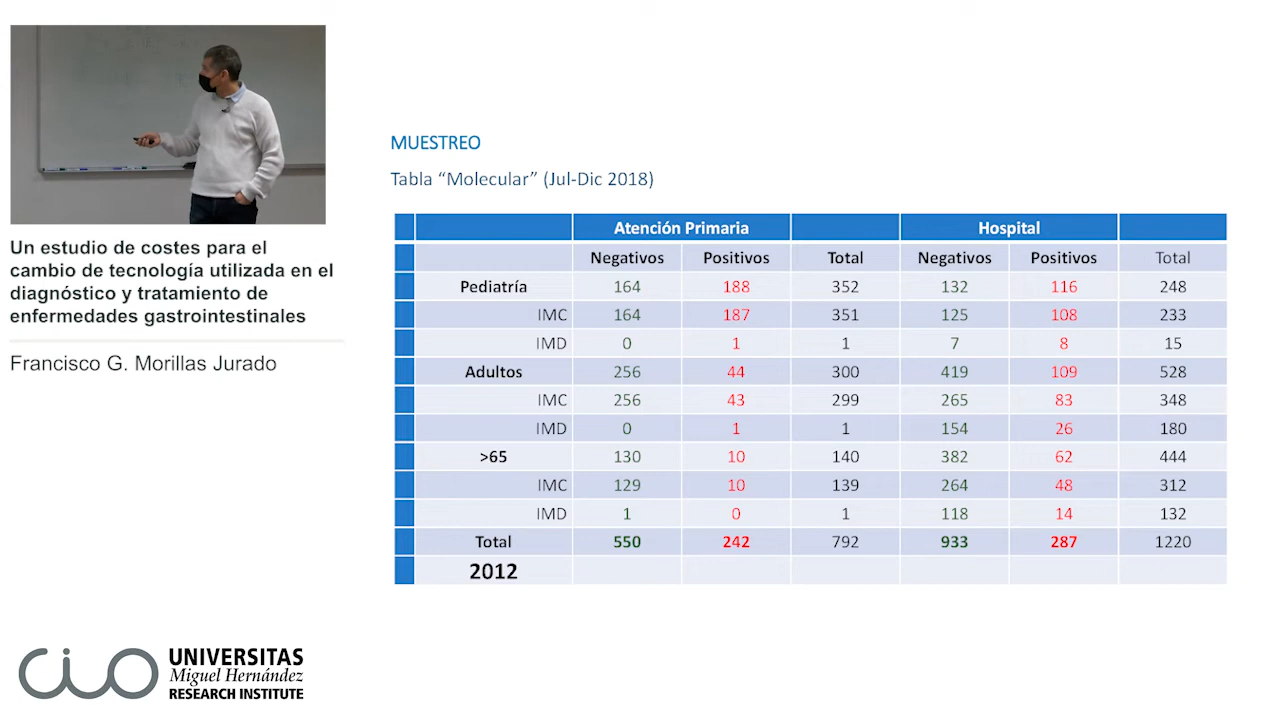 MUESTREO
Tabla “Molecular” (Jul-Dic 2018)
Atención Primaria Hospital
Negativos Positivos Total Negativos Positivos Total
Pediatría 164 188 352 132 116 248
IMC 164 187 351 125 108 233
IMD 0 1 1 7 8 15
Adultos 256 44 300 419 109 528
IMC 256 43 299 265 83 348
IMD 0 1 1 154 26 180
>65 130 10 140 382 62 444
IMC 129 10 139 264 48 312
IMD 1 0 1 118 14 132
Total 550 242 792 933 287 1220
2012
Un estudio de costes para el
cambio de tecnología utilizada en el
diagnóstico y tratamiento de
enfermedades gastrointestinales
Francisco G. Morillas Jurado
cio UNIVERSITAS
Miguel Hernández
RESEARCH INSTITUTE